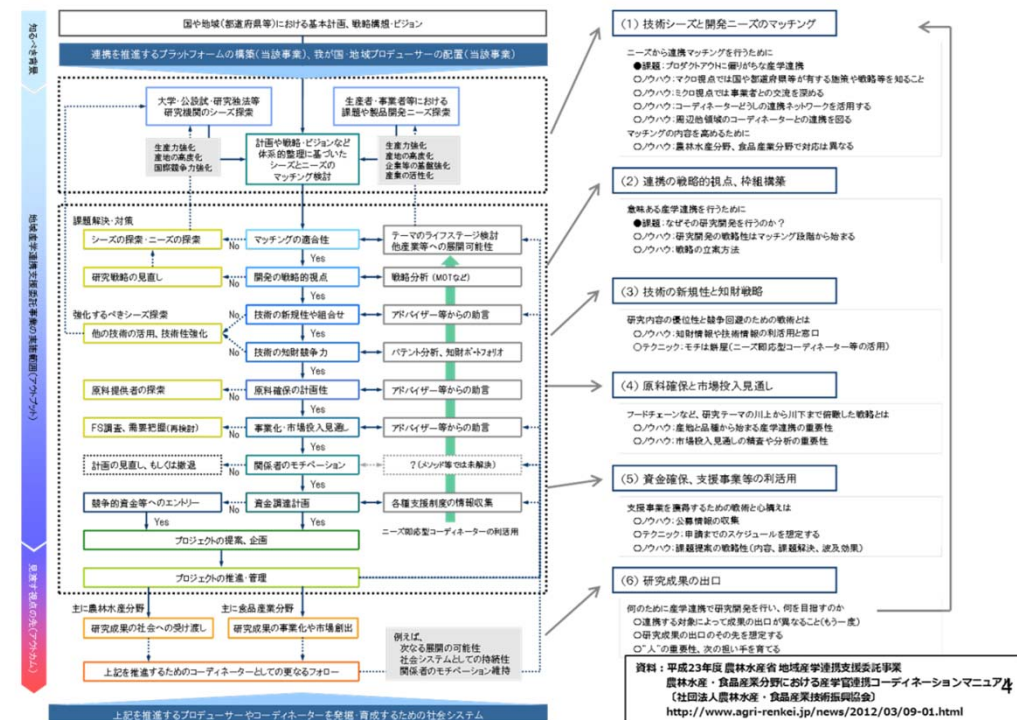 国や地域(都道府県等)における基本計画、戦略構想・ビジョン
連携を推進するプラットフォームの構築(当該事業)、我が国・地域プロデューサーの配置(当該事業)
知るべき背景
地域産学連携支援委託事業の実施範囲(アウトプット)
見渡す視点の先(アウトカム)
大学・公設試・研究独法等
研究機関のシーズ探索
生産者・事業者等における
課題や製品開発ニーズ探索
生産力強化
産地の高度化
国際競争力強化
計画や戦略・ビジョンなど
体系的整理に基づいた
シーズとニーズの
マッチング検討
生産力強化
産地の高度化
企業等の基盤強化
産業の活性化
課題解決・対策
シーズの探索・ニーズの探索
No
マッチングの適合性
テーマのライフステージ検討
他産業への展開可能性
Yes
研究戦略の見直し
No
開発の戦略的視点
戦略分析 (MOTなど)
Yes
強化するべきシーズ探索
他の技術の活用、技術性強化
No
技術の新規性や組合せ
アドバイザー等からの助言
Yes
No
技術の知財競争力
パテント分析、知財ポートフォリオ
Yes
原料提供者の探索
No
原料確保の計画性
アドバイザー等からの助言
Yes
FS調査、需要把握(再検討)
No
事業化・市場投入見通し
アドバイザー等からの助言
Yes
計画の見直し、もしくは撤退
No
関係者のモチベーション
?(メソッド等では未解決)
Yes
競争的資金等へのエントリー
No
資金調達計画
各種支援制度の情報収集
Yes
Yes
ニーズ即応型コーディネーターの利活用
プロジェクトの提案、企画
プロジェクトの推進・管理
主に農林水産分野
主に食品産業分野
研究成果の社会への受け渡し
研究成果の事業化や市場創出
例えば、
次なる展開の可能性
社会システムとしての持続性
関係者のモチベーション維持
上記を推進するためのコーディネーターとしての更なるフォロー
上記を推進するプロデューサーやコーディネーターを発掘・育成するための社会システム
(1) 技術シーズと開発ニーズのマッチング
ニーズから連携マッチングを行うために
●課題:プロダクアウHに偏りがちな産学連携
○ノウハウ:マクロ視点では国や都道府県等が有する施策や戦略等を知ること
○ノウハウ:ミクロ視点では事業者との交流を深める
○ノウハウ:コーディネーターどうしの連携ネットワークを活用する
○ノウハウ:周辺他領域のコーディネーターとの連携を図る
マッチングの内容を高めるために
○ノウハウ:農林水産分野、食品産業分野で対応は異なる
(2) 連携の戦略的視点、枠組構築
意味ある産学連携を行うために
●課題:なぜその研究開発を行うのか?
○ノウハウ:研究開発の戦略性はマッチング段階から始まる
○ノウハウ:戦略の立案方法
(3) 技術の新規性と知財戦略
研究内容の優位性と競争回避のための戦術とは
○ノウハウ:知財情報や技術情報の利活用と窓口
○テクニック:モチは餅屋(ニーズ即応型コーディネーター等の活用)
(4) 原料確保と市場投入見通し
フードチェーンなど、研究テーマの川上から川下まで俯瞰した戦略とは
○ノウハウ:産地と品種から始まる産学連携の重要性
○ノウハウ:市場投入見通しの精査や分析の重要性
(5) 資金確保、支援事業等の利活用
支援事業を獲得するための戦術と心構えは
○ノウハウ:公募情報の収集
○テクニック:申請までのスケジュールを想定する
○ノウハウ:課題提案の戦略性(内容、課題解決、波及効果)
(6) 研究成果の出口
何のために産学連携で研究開発を行い、何を目指すのか
○連携する対象によって成果の出口が異なること(もう一度)
○研究成果の出口のその先を想定する
○"人"の重要性、次の担い手を育てる
資料:平成23年度 農林水産省 地域産学連携支援委託事業
農林水産・食品産業分野における産学官連携コーディネーションマニュアル
〔社団法人農林水産・食品産業技術振興協会〕
http://www.agri-renkei.jp/news/2012/03/09-01.html
4